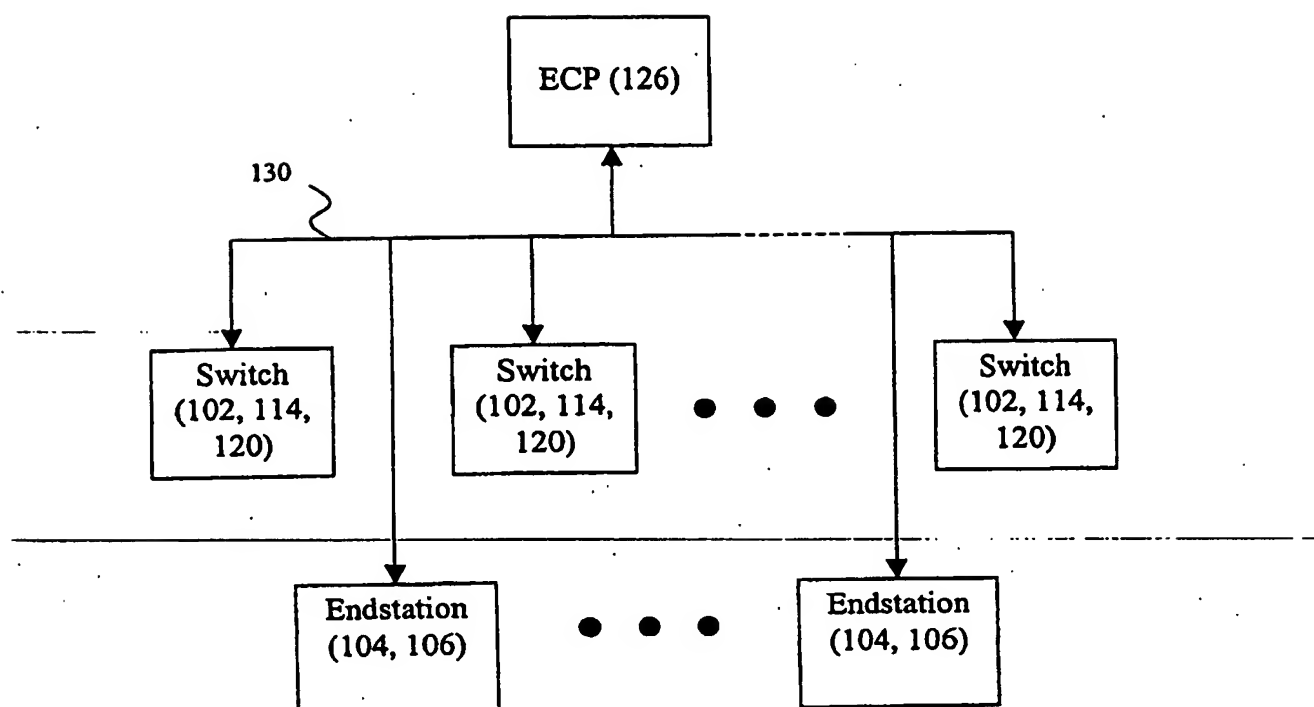 ECP (126)
130
Switch
(102, 114,
120)
Switch
(102, 114,
120)
Switch
(102, 114,
120)
Endstation
(104, 106)
Endstation
(104, 106)